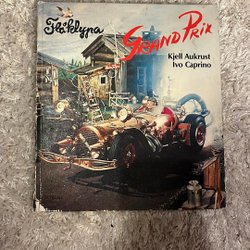 Flåklypa
GRAND PRIX
Kjell Aukrust
Ivo Caprino